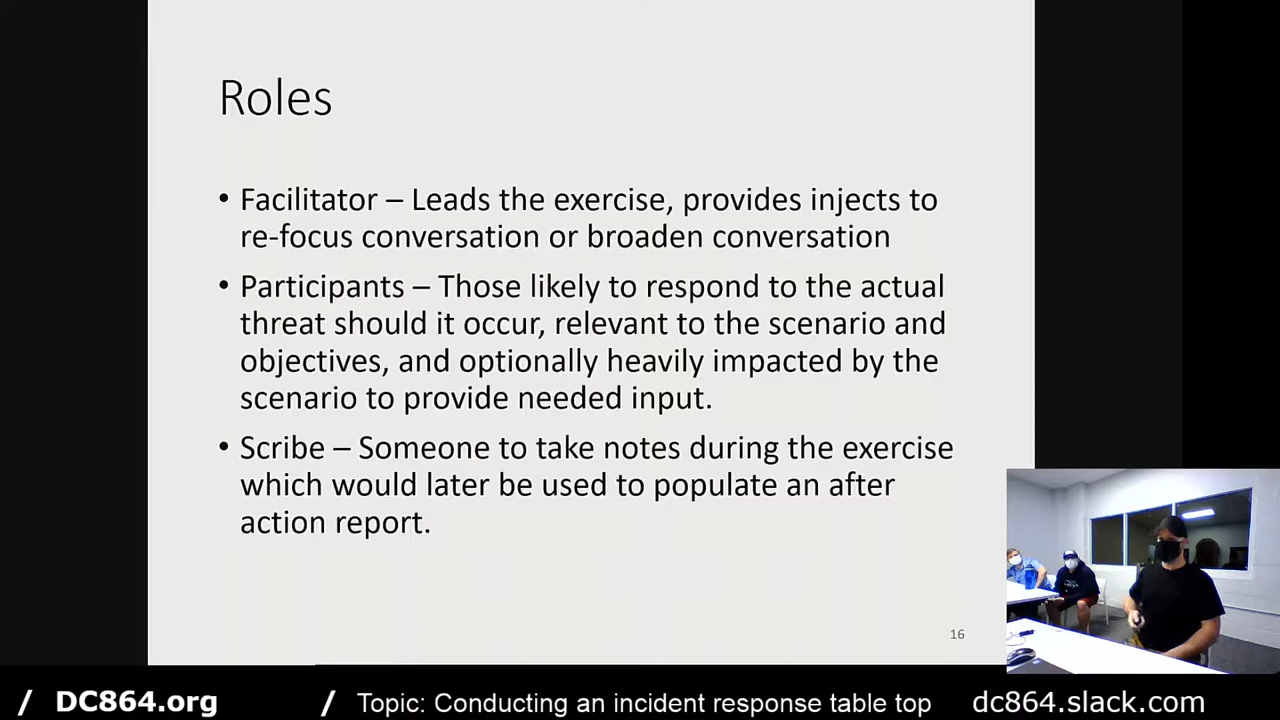 Roles
• Facilitator – Leads the exercise, provides injects to
re-focus conversation or broaden conversation
• Participants – Those likely to respond to the actual
threat should it occur, relevant to the scenario and
objectives, and optionally heavily impacted by the
scenario to provide needed input.
• Scribe – Someone to take notes during the exercise
which would later be used to populate an after
action report.
16
/ DC864.org / Topic: Conducting an incident response table top dc864.slack.com